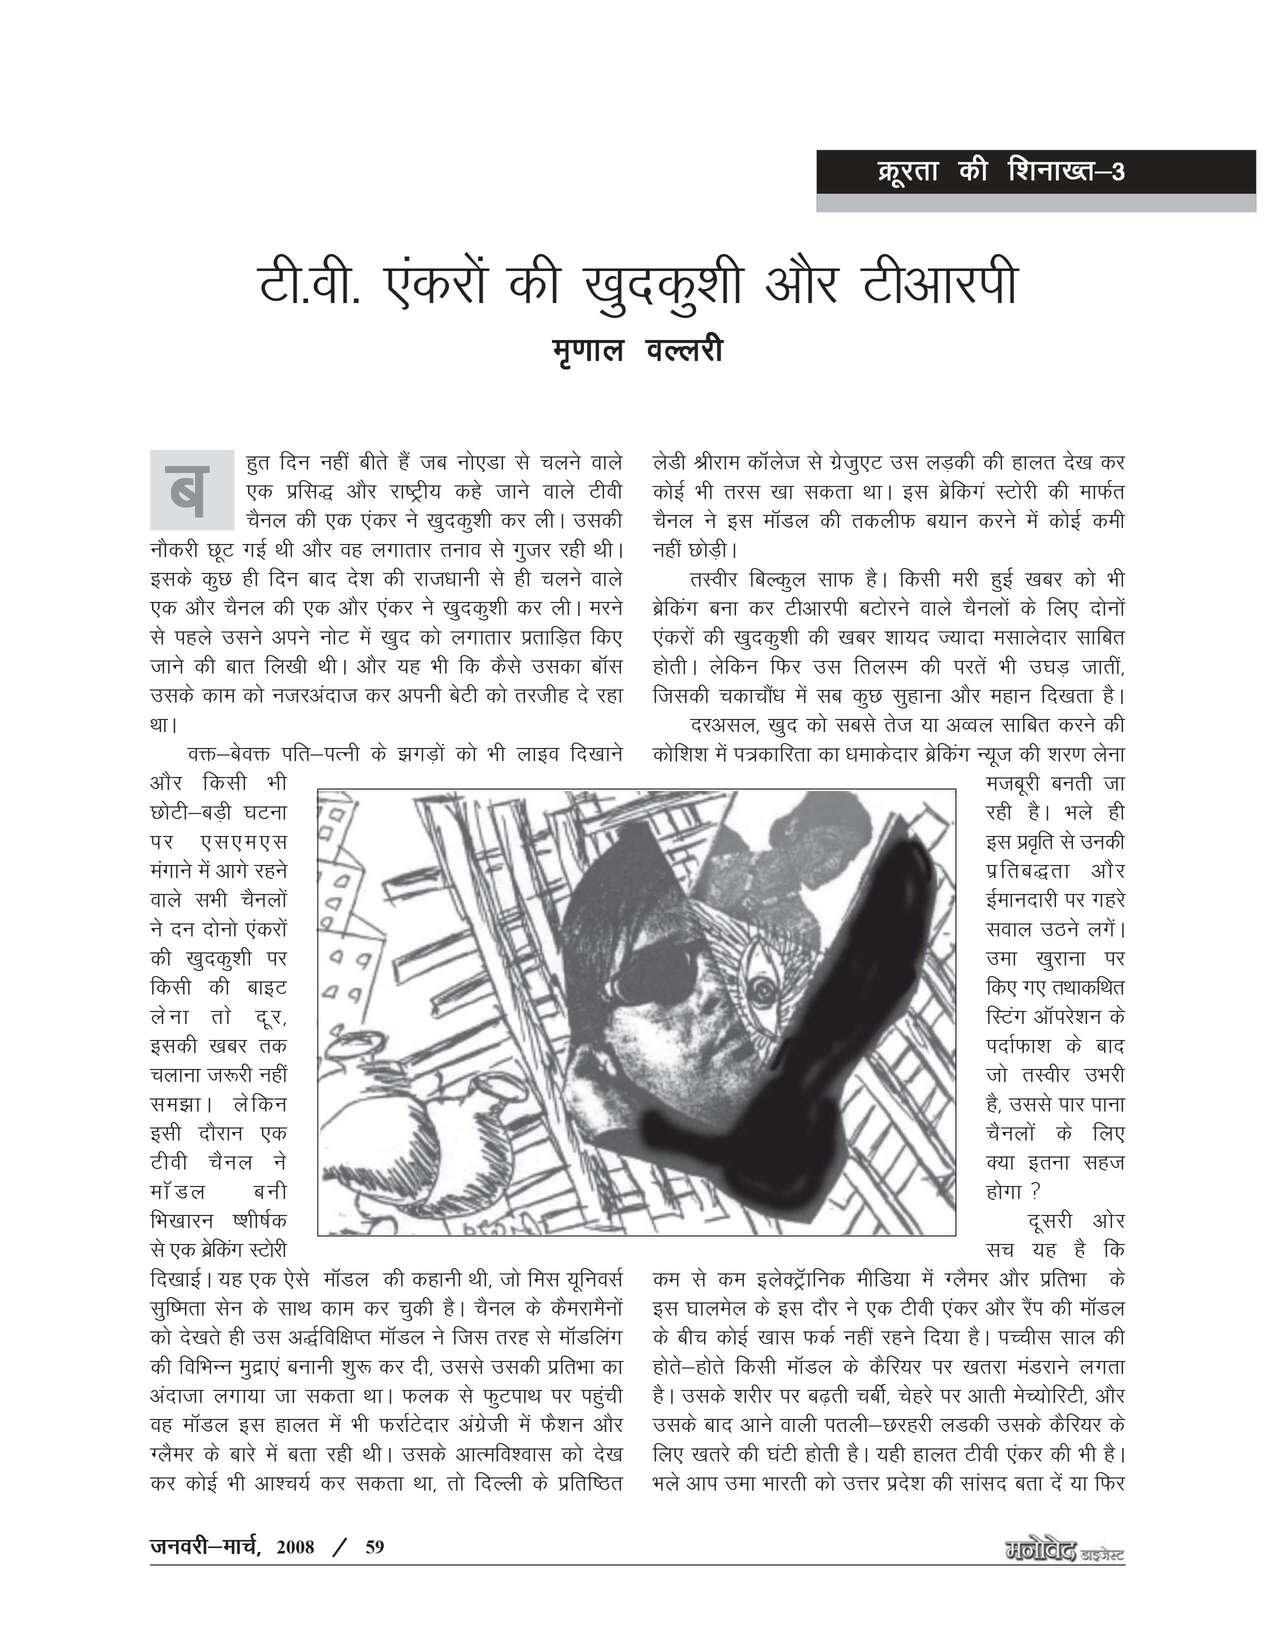 क्रूरता की शिनाख्त–3
टी.वी. एंकरों की खुदकुशी और टीआरपी
मृणाल वल्लरी
बहुत दिन नहीं बीते हैं जब नोएडा से चलने वाले
एक प्रसिद्ध और राष्ट्रीय कहे जाने वाले टीवी
चैनल की एक एंकर ने खुदकुशी कर ली। उसकी
नौकरी छूट गई थी और वह लगातार तनाव से गुजर रही थी।
इसके कुछ ही दिन बाद देश की राजधानी से ही चलने वाले
एक और चैनल की एक और एंकर ने खुदकुशी कर ली। मरने
से पहले उसने अपने नोट में खुद को लगातार प्रताड़ित किए
जाने की बात लिखी थी। और यह भी कि कैसे उसका बॉस
उसके काम को नजरअंदाज कर अपनी बेटी को तरजीह दे रहा
था।
वक्त–बेवक्त पति–पत्नी के झगड़ों को भी लाइव दिखाने
और किसी भी
छोटी–बड़ी घटना
पर एसएमएस
मंगाने में आगे रहने
वाले सभी चैनलों
ने दन दोनो एंकरों
की खुदकुशी पर
किसी की बाइट
लेना तो दूर,
इसकी खबर तक
चलाना जरूरी नहीं
समझा। लेकिन
इसी दौरान एक
टीवी चैनल ने
मॉडल बनी
भिखारन ष्शीर्षक
से एक ब्रेकिंग स्टोरी
दिखाई। यह एक ऐसे मॉडल की कहानी थी, जो मिस यूनिवर्स
सुष्मिता सेन के साथ काम कर चुकी है। चैनल के कैमरामैनों
को देखते ही उस अर्द्धविक्षिप्त मॉडल ने जिस तरह से मॉडलिंग
की विभिन्न मुद्राएं बनानी शुरू कर दी, उससे उसकी प्रतिभा का
अंदाजा लगाया जा सकता था। फलक से फुटपाथ पर पहुंची
वह मॉडल इस हालत में भी फर्राटेदार अंग्रेजी में फैशन और
ग्लैमर के बारे में बता रही थी। उसके आत्मविश्वास को देख
कर कोई भी आश्चर्य कर सकता था, तो दिल्ली के प्रतिष्ठित
लेडी श्रीराम कॉलेज से ग्रेजुएट उस लड़की की हालत देख कर
कोई भी तरस खा सकता था। इस ब्रेकिगं स्टोरी की मार्फत
चैनल ने इस मॉडल की तकलीफ बयान करने में कोई कमी
नहीं छोड़ी।
तस्वीर बिल्कुल साफ है। किसी मरी हुई खबर को भी
ब्रेकिंग बना कर टीआरपी बटोरने वाले चैनलों के लिए दोनों
एंकरों की खुदकुशी की खबर शायद ज्यादा मसालेदार साबित
होती। लेकिन फिर उस तिलस्म की परतें भी उघड़ जातीं,
जिसकी चकाचौंध में सब कुछ सुहाना और महान दिखता है।
दरअसल, खुद को सबसे तेज या अव्वल साबित करने की
कोशिश में पत्रकारिता का धमाकेदार ब्रेकिंग न्यूज की शरण लेना
मजबूरी बनती जा
रही है। भले ही
इस प्रवृति से उनकी
प्रतिबद्धता और
ईमानदारी पर गहरे
सवाल उठने लगें।
उमा खुराना पर
किए गए तथाकथित
स्टिंग ऑपरेशन के
पर्दाफाश के बाद
जो तस्वीर उभरी
है, उससे पार पाना
चैनलों के लिए
क्या इतना सहज
होगा ?
दूसरी ओर
सच यह है कि
कम से कम इलेक्ट्रॅानिक मीडिया में ग्लैमर और प्रतिभा के
इस घालमेल के इस दौर ने एक टीवी एंकर और रैंप की मॉडल
के बीच कोई खास फर्क नहीं रहने दिया है। पच्चीस साल की
होते–होते किसी मॉडल के कैरियर पर खतरा मंडराने लगता
है। उसके शरीर पर बढ़ती चर्बी, चेहरे पर आती मेच्योरिटी, और
उसके बाद आने वाली पतली–छरहरी लडकी उसके कैरियर के
लिए खतरे की घंटी होती है। यही हालत टीवी एंकर की भी है।
भले आप उमा भारती को उत्तर प्रदेश की सांसद बता दें या फिर
जनवरी–मार्च, 2008 / 59
मनोवेद डाइजेस्ट